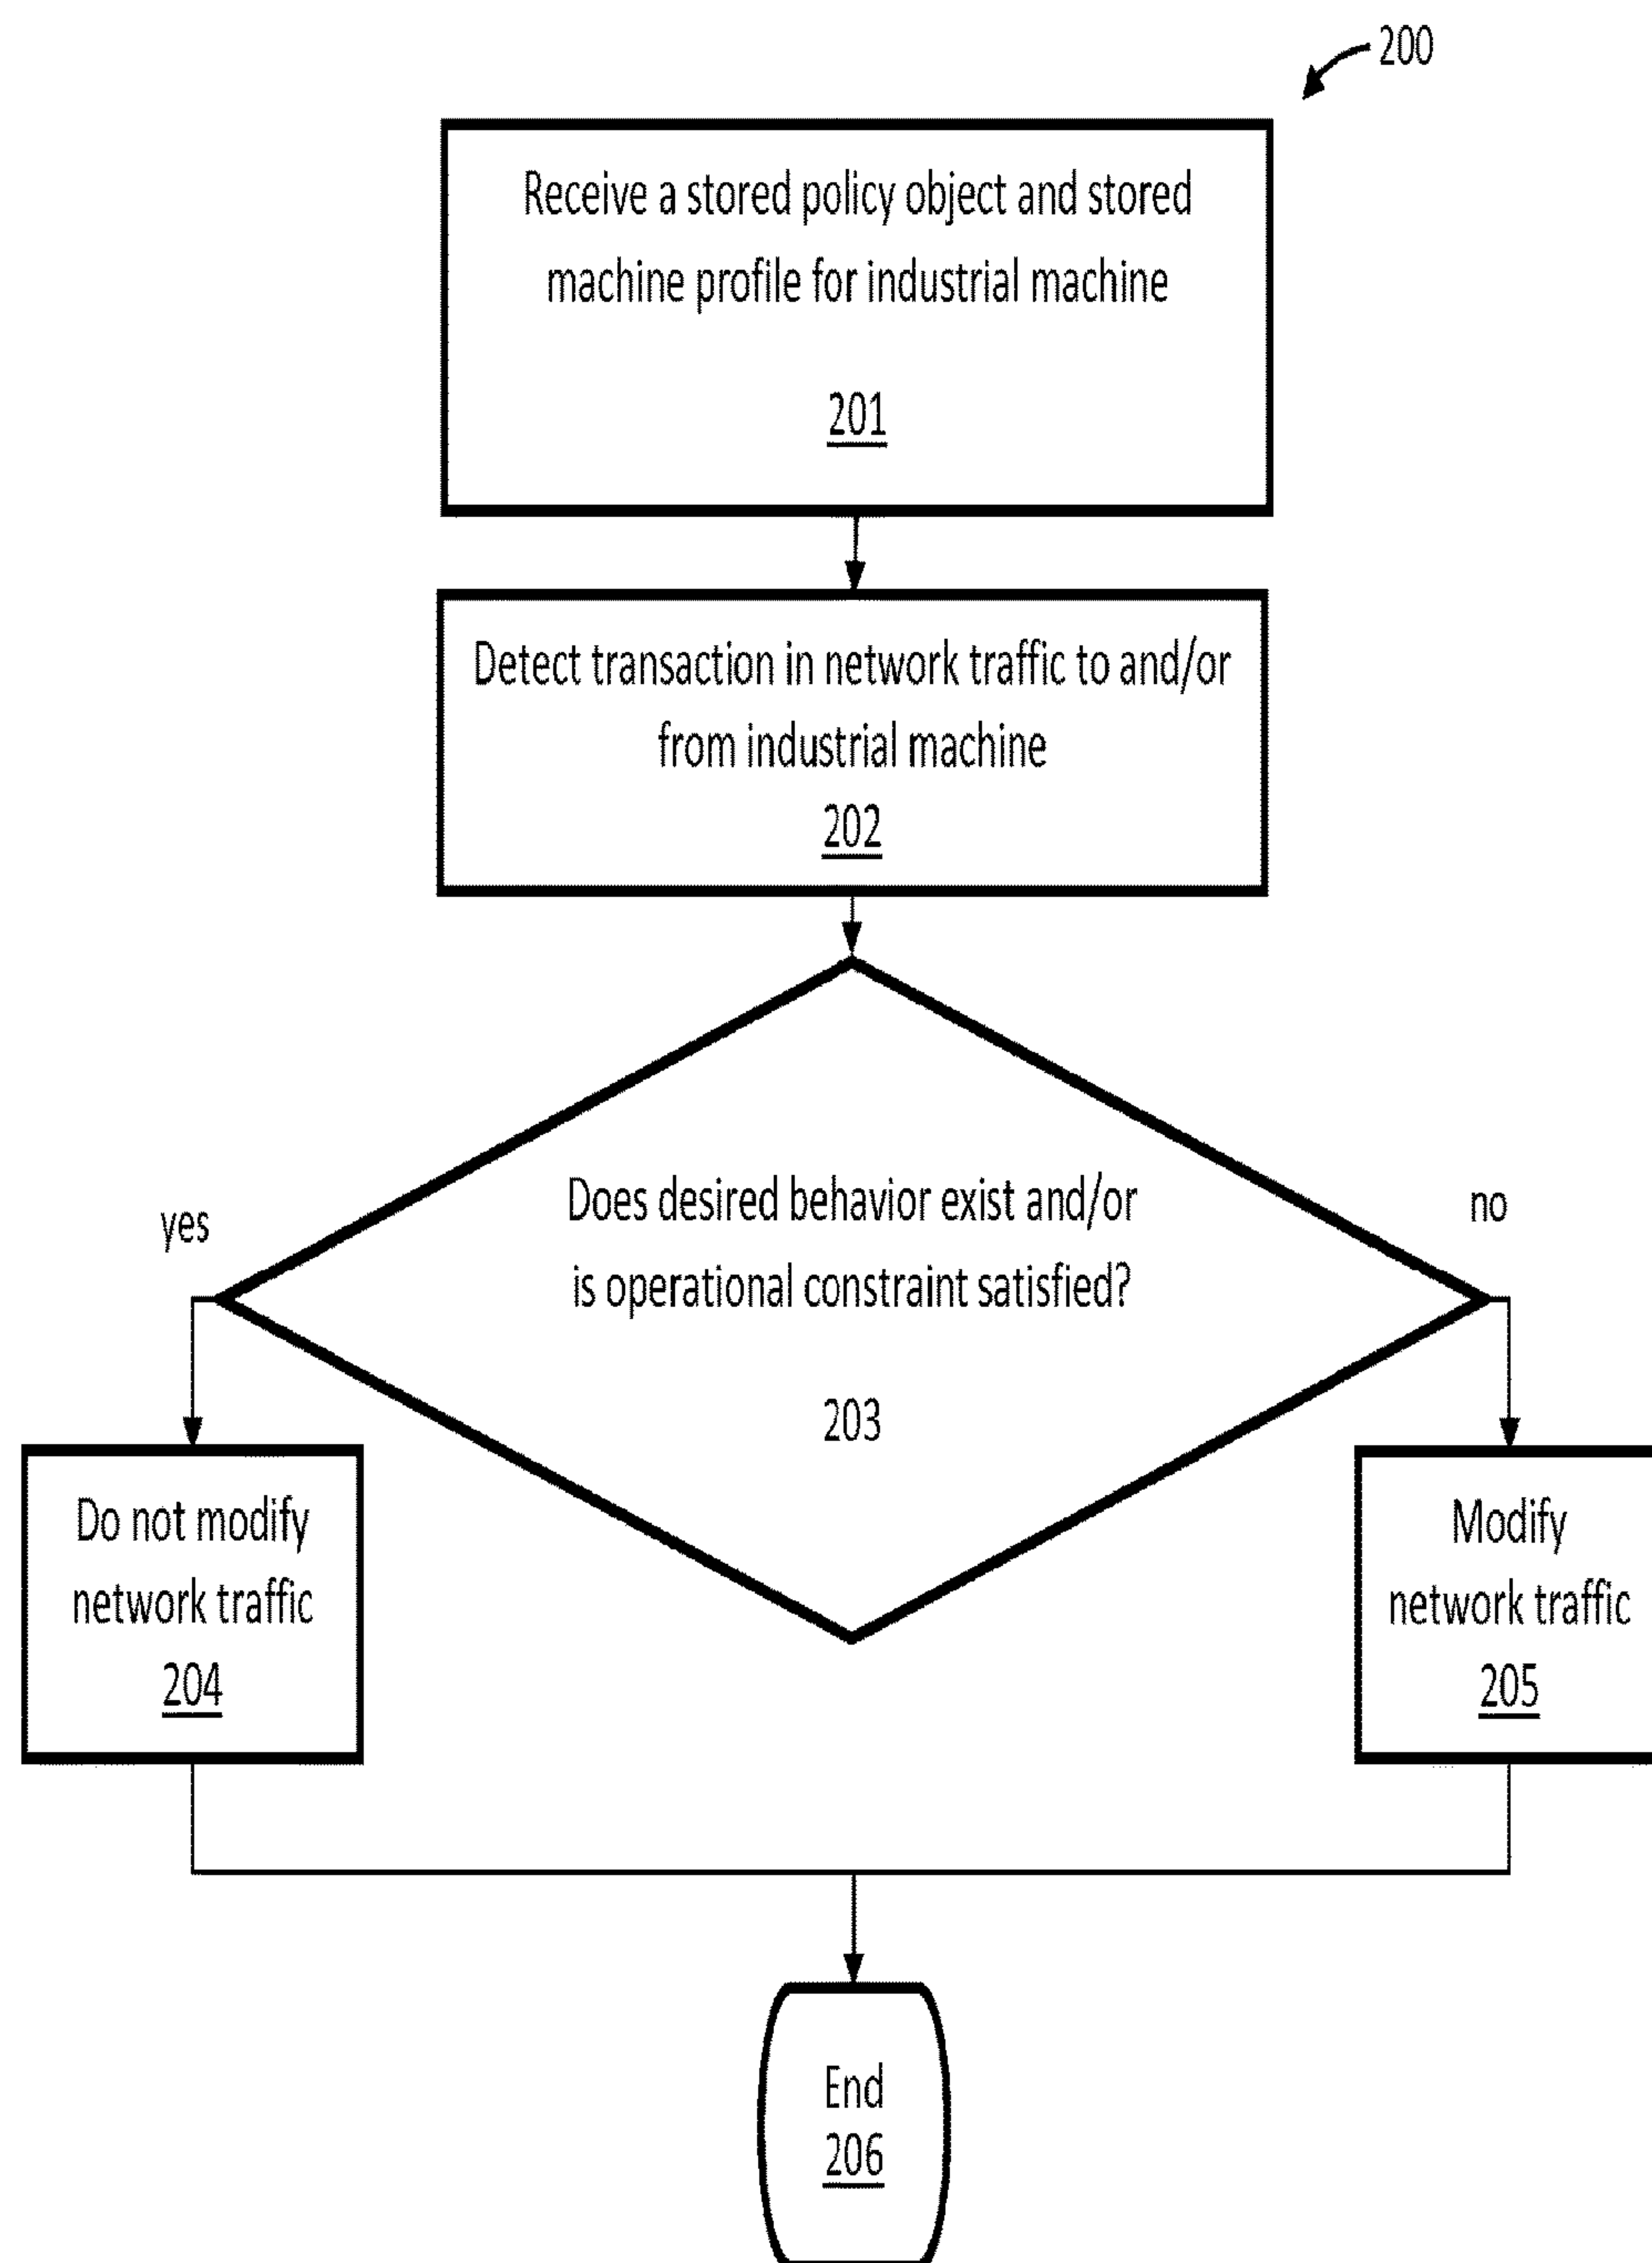 200
Receive a stored policy object and stored
machine profile for industrial machine
201
Detect transaction in network traffic to and/or
from industrial machine
202
Does desired behavior exist and/or
is operational constraint satisfied?
203
yes
no
Do not modify
network traffic
204
Modify
network traffic
205
End
206